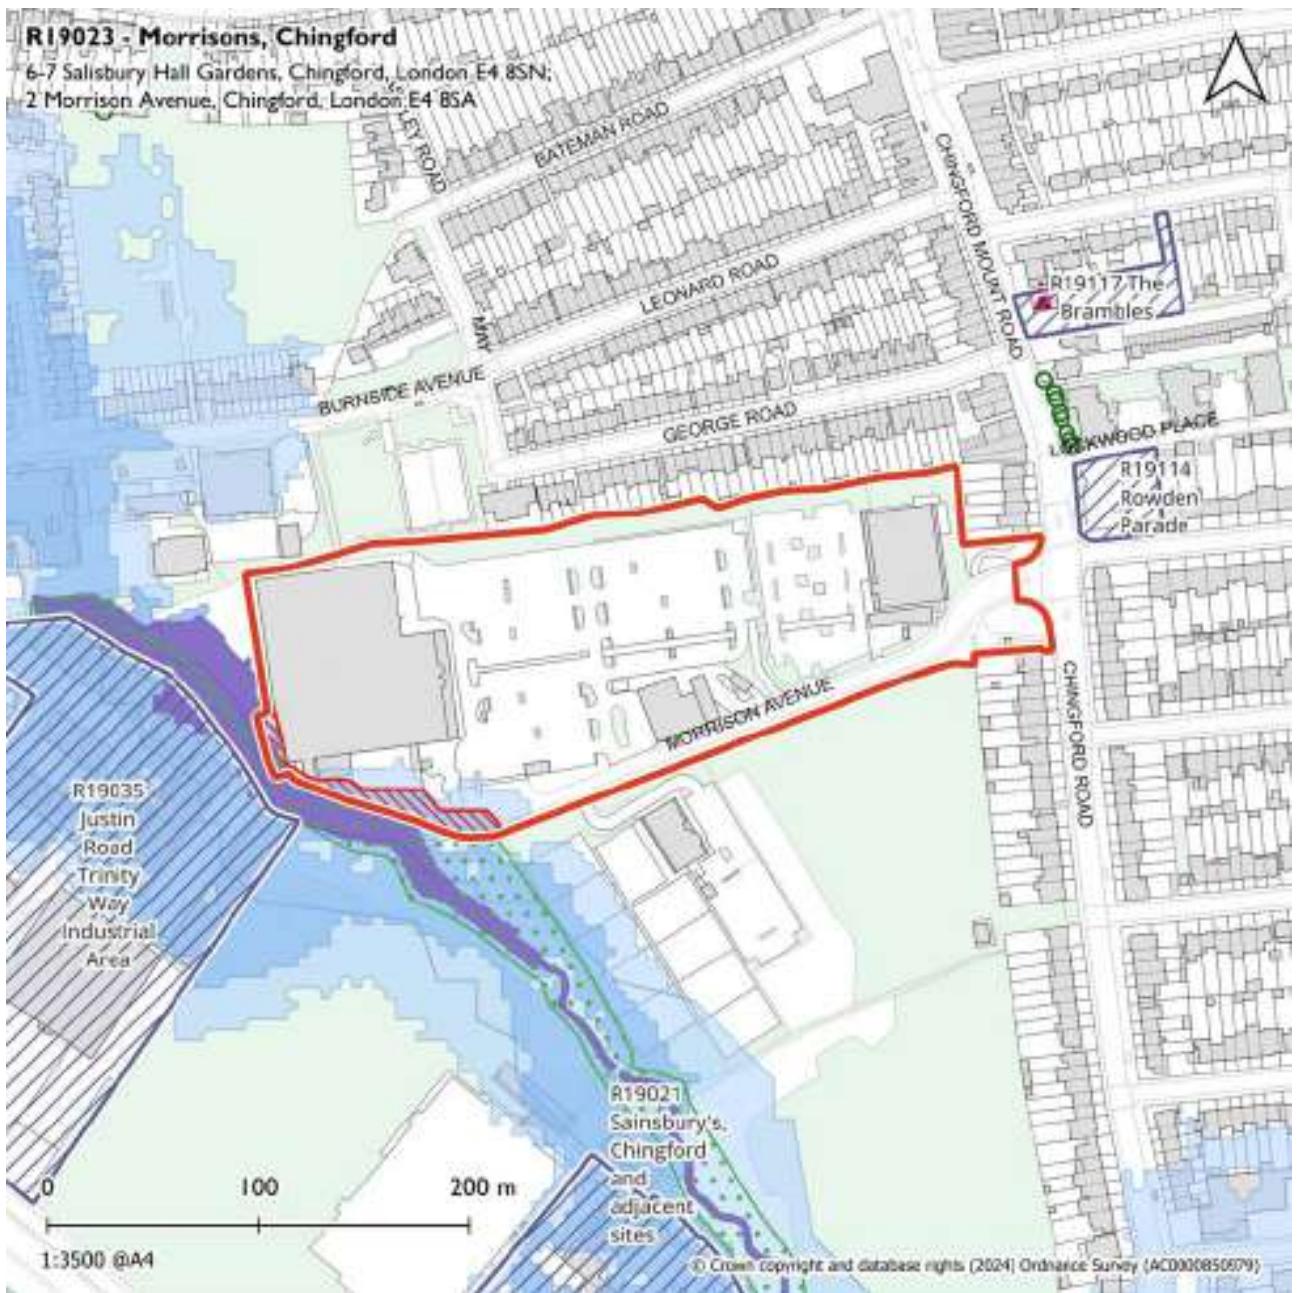 R19023 - Morrisons, Chingford
6-7 Salisbury Hall Gardens, Chingford, London E4 8SN;
2 Morrison Avenue, Chingford, London E4 8SA
LEY ROAD
BATEMAN ROAD
CHINGFORD MOUNT ROAD
LEONARD ROAD
MAY
BURNSIDE AVENUE
GEORGE ROAD
R19117 The
Brambles
PLACE
R19114
Rowden
Parade
MORRISON AVENUE
CHINGFORD ROAD
R19035
Justin
Road
Trinity
Way
Industrial
Area
R19021
Sainsbury's,
Chingford
and
adjacent
sites
0 100 200 m
1:3500 @A4
© Crown copyright and database rights (2024) Ordnance Survey (AC0000850979)